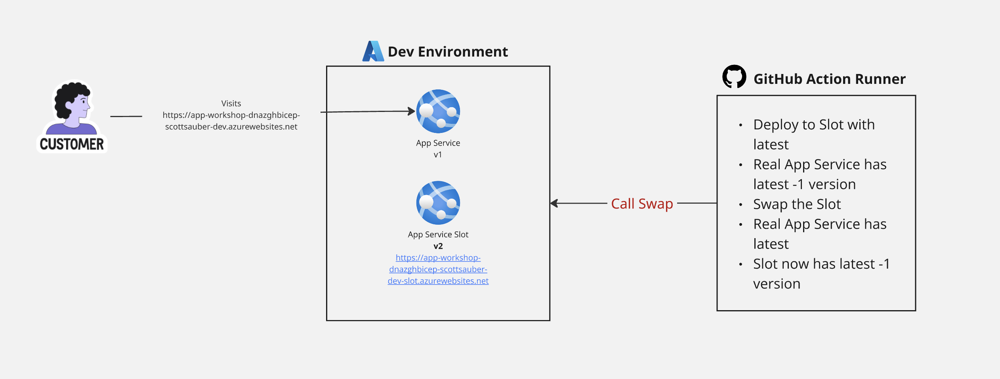 Dev Environment
GitHub Action Runner
CUSTOMER
Visits
https://app-workshop-dnazghbicep-
scottsauber-dev.azurewebsites.net
App Service
v1
App Service Slot
v2
https://app-workshop-
dnazghbicep-scottsauber-
dev-slot.azurewebsites.net
Call Swap
• Deploy to Slot with
latest
• Real App Service has
latest -1 version
• Swap the Slot
• Real App Service has
latest
• Slot now has latest -1
version